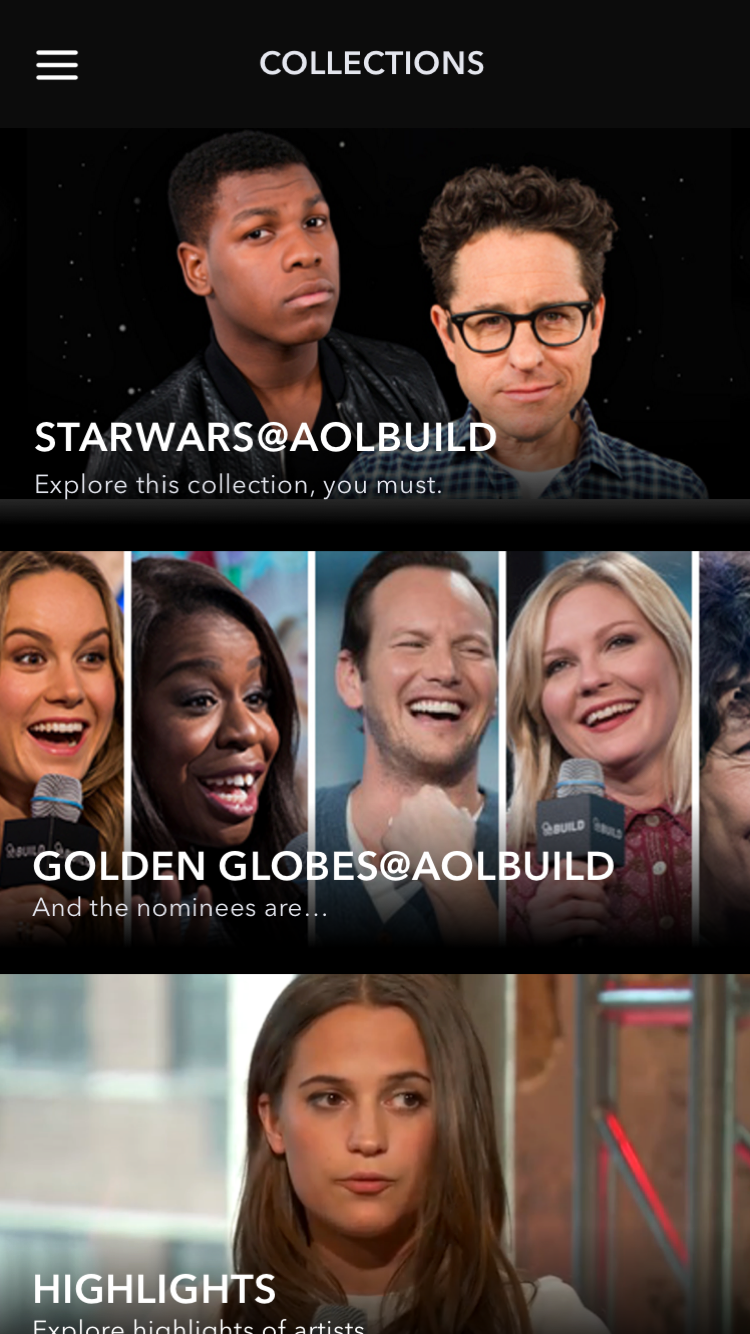 COLLECTIONS
STARWARS@AOLBUILD
Explore this collection, you must.
BUILD
BUILD
BUILD
GOLDEN GLOBES@AOLBUILD
And the nominees are...
HIGHLIGHTS
Explore highlights of artists